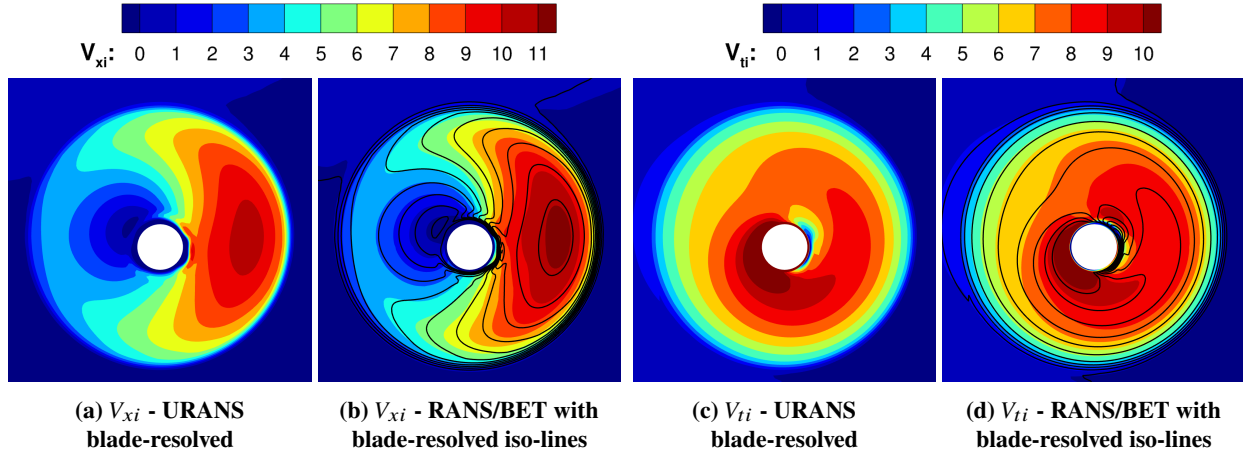 V_xi: 0 1 2 3 4 5 6 7 8 9 10 11
V_ti: 0 1 2 3 4 5 6 7 8 9 10
(a) V_xi - URANS
blade-resolved
(b) V_xi - RANS/BET with
blade-resolved iso-lines
(c) V_ti - URANS
blade-resolved
(d) V_ti - RANS/BET with
blade-resolved iso-lines